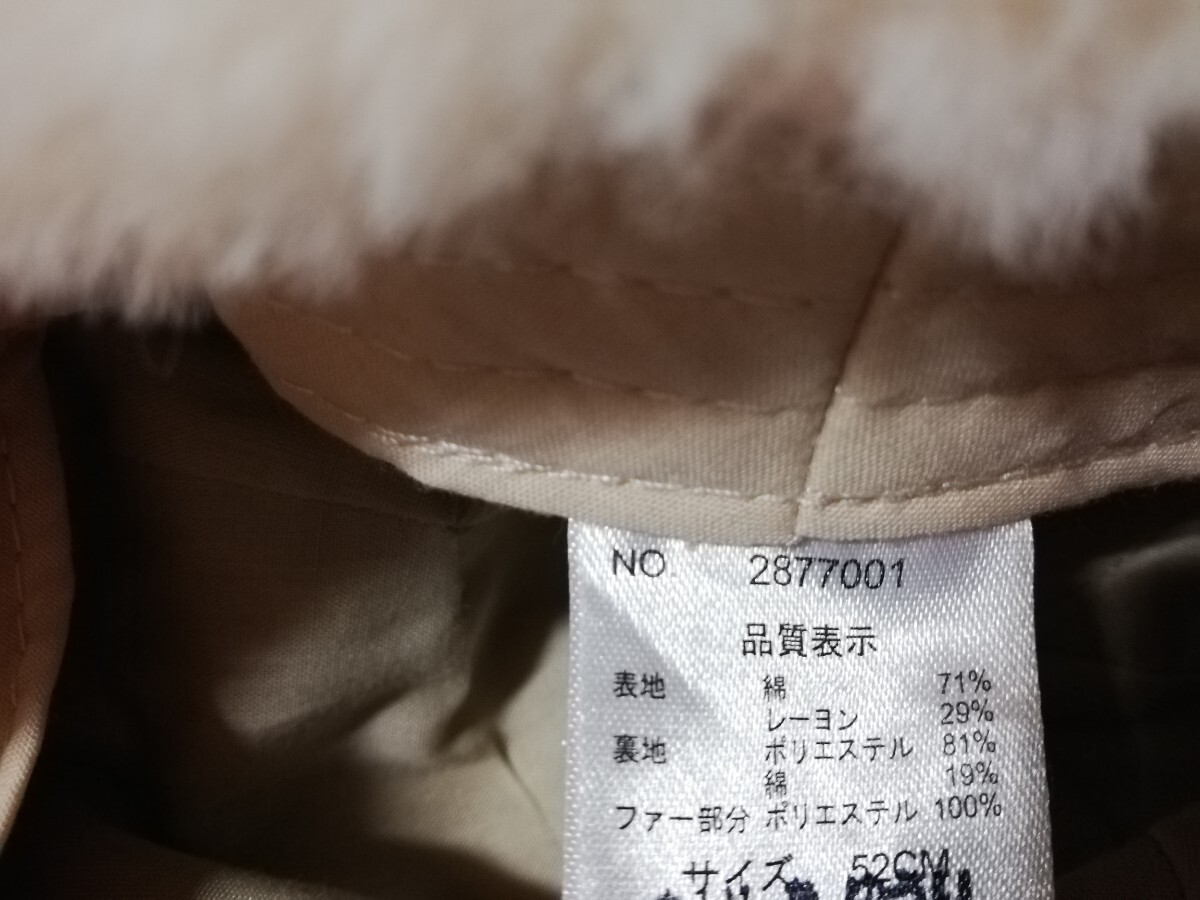 NO. 2877001
品質表示
表地 綿 71%
レーヨン 29%
裏地 ポリエステル 81%
綿 19%
ファー部分 ポリエステル 100%
サイズ 52CM